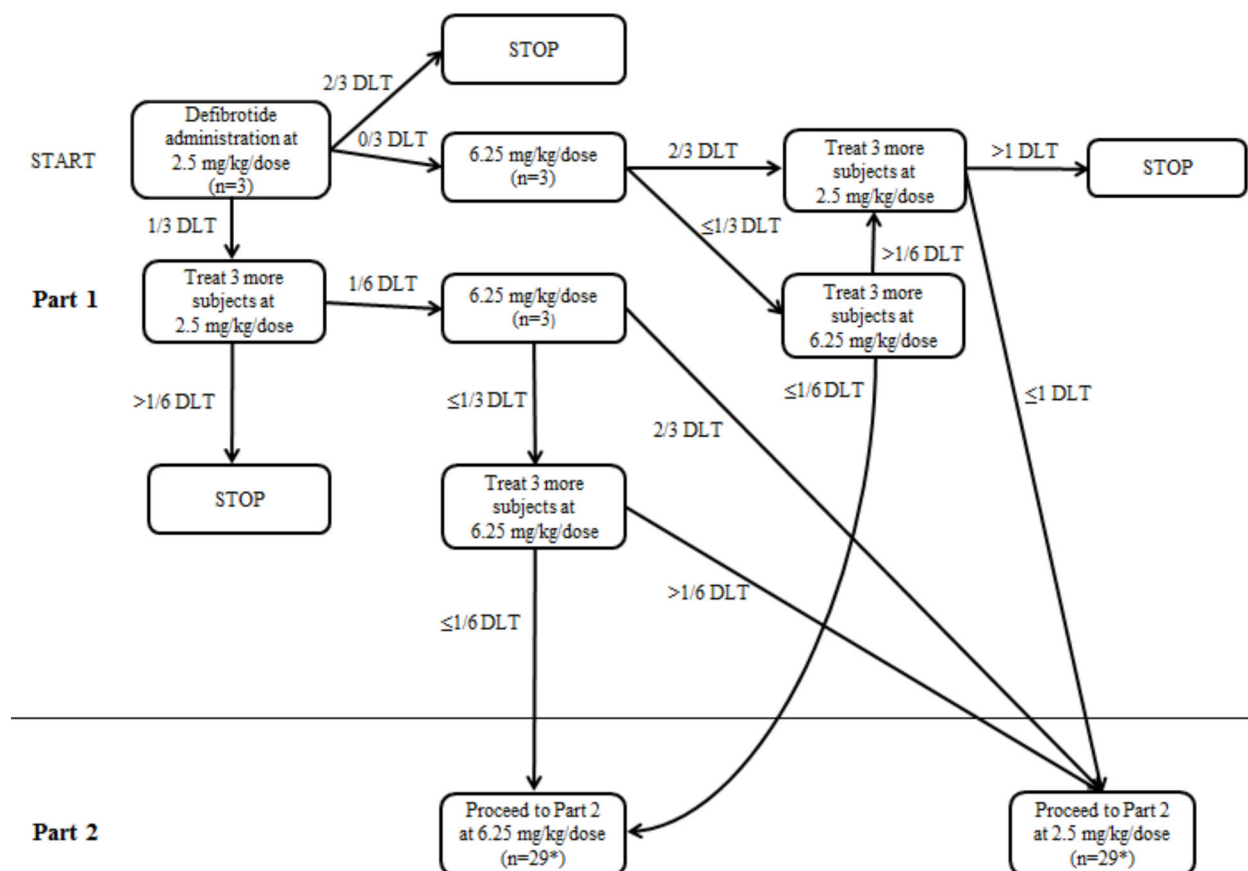 STOP
2/3 DLT
Defibrotide
administration at
2.5 mg/kg/dose
(n=3)
START
0/3 DLT
6.25 mg/kg/dose
(n=3)
2/3 DLT
Treat 3 more
subjects at
2.5 mg/kg/dose
>1 DLT
STOP
1/3 DLT
≤1/3 DLT
>1/6 DLT
Part 1
Treat 3 more
subjects at
2.5 mg/kg/dose
1/6 DLT
6.25 mg/kg/dose
(n=3)
Treat 3 more
subjects at
6.25 mg/kg/dose
>1/6 DLT
≤1/3 DLT
2/3 DLT
≤1/6 DLT
≤1 DLT
STOP
Treat 3 more
subjects at
6.25 mg/kg/dose
≤1/6 DLT
>1/6 DLT
Part 2
Proceed to Part 2
at 6.25 mg/kg/dose
(n=29*)
Proceed to Part 2
at 2.5 mg/kg/dose
(n=29*)